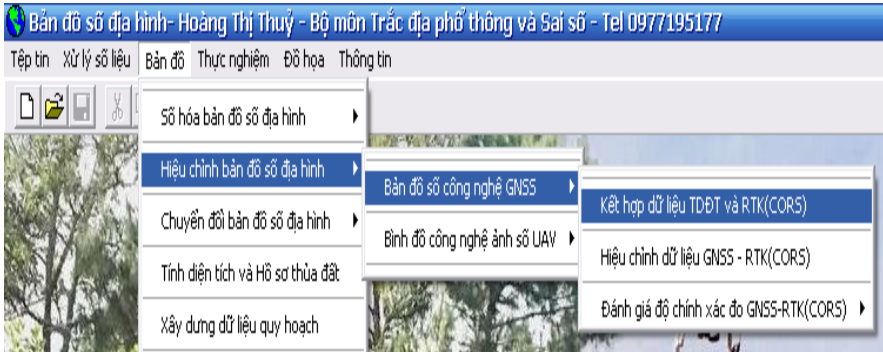 Bản đồ số địa hình- Hoàng Thị Thuỷ - Bộ môn Trắc địa phổ thông và Sai số - Tel 0977195177
Tệp tin Xử lý số liệu Bản đồ Thực nghiệm Đồ họa Thông tin
Số hóa bản đồ số địa hình
Hiệu chỉnh bản đồ số địa hình
Chuyển đổi bản đồ số địa hình
Tính diện tích và Hồ sơ thửa đất
Xây dưng dữ liệu quy hoạch
Bản đồ số công nghệ GNSS
Bình đồ công nghệ ảnh số UAV
Kết hợp dữ liệu TDĐT và RTK(CORS)
Hiệu chỉnh dữ liệu GNSS - RTK(CORS)
Đánh giá độ chính xác đo GNSS-RTK(CORS)